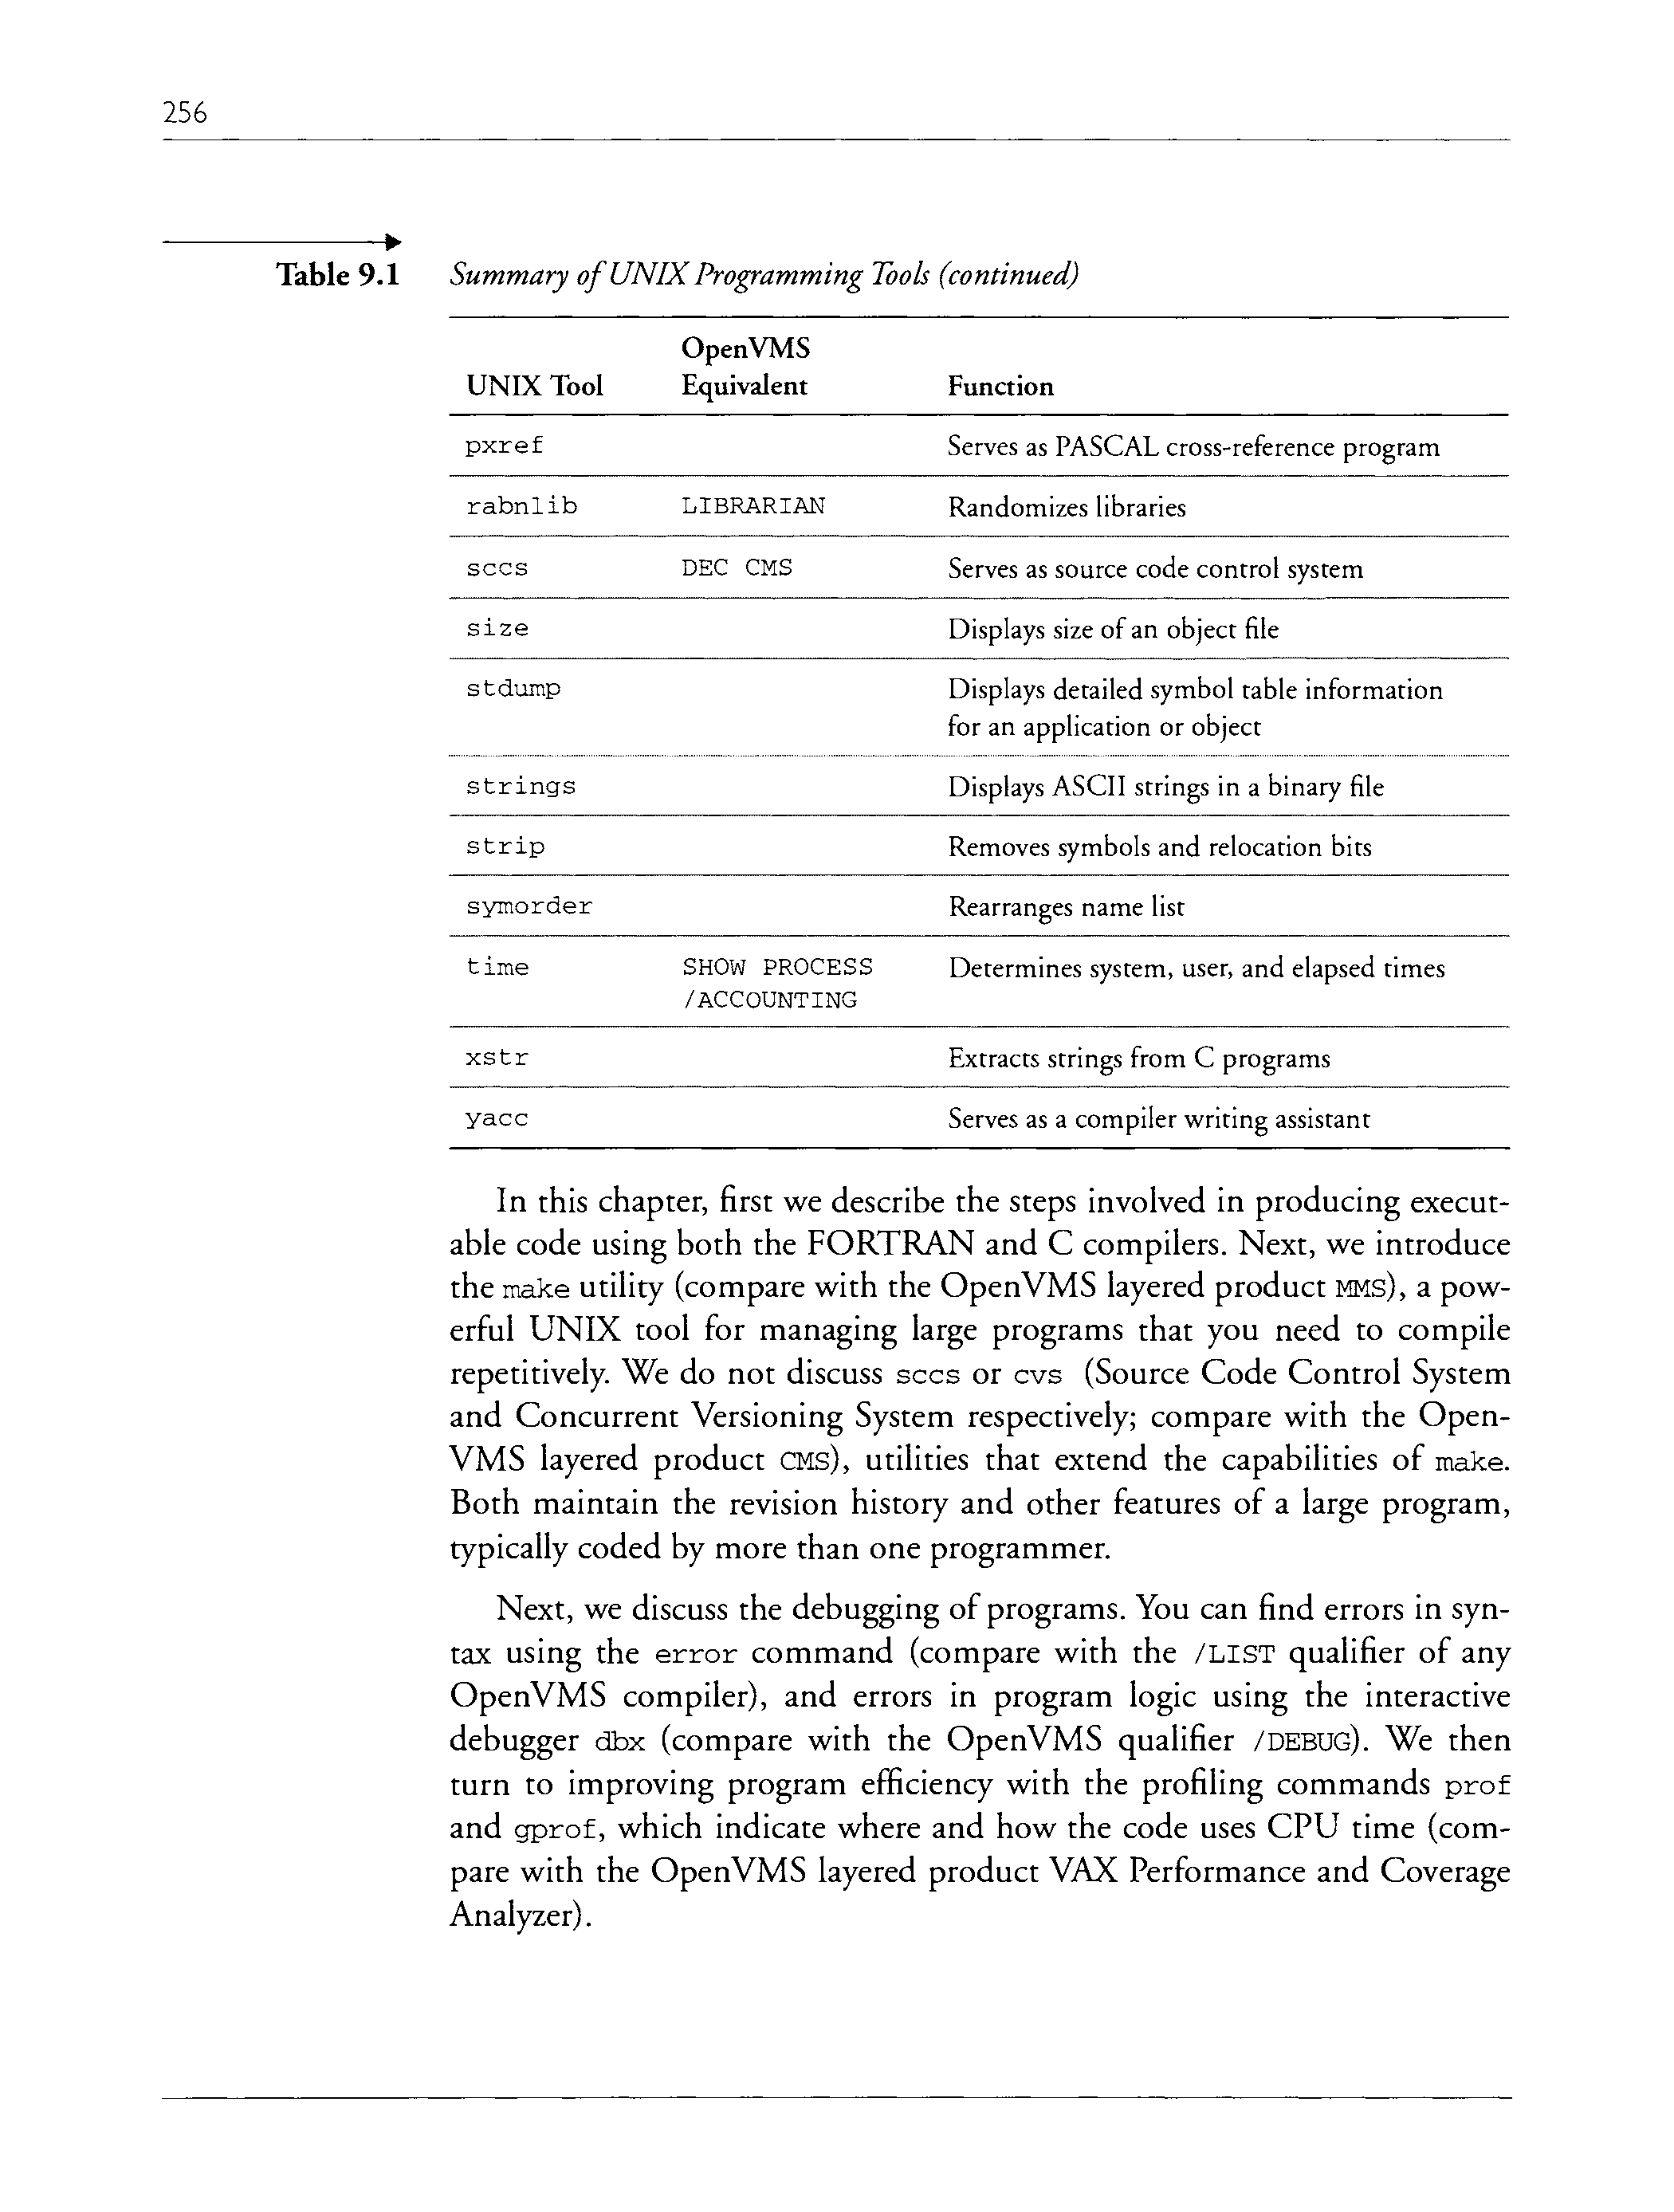 256
Table 9.1 Summary of UNIX Programming Tools (continued)
OpenVMS
UNIX Tool Equivalent Function
pxref Serves as PASCAL cross-reference program
rabnlib LIBRARIAN Randomizes libraries
sccs DEC CMS Serves as source code control system
size Displays size of an object file
stdump Displays detailed symbol table information
for an application or object
strings Displays ASCII strings in a binary file
strip Removes symbols and relocation bits
symorder Rearranges name list
time SHOW PROCESS Determines system, user, and elapsed times
/ACCOUNTING
xstr Extracts strings from C programs
yacc Serves as a compiler writing assistant
In this chapter, first we describe the steps involved in producing execut-
able code using both the FORTRAN and C compilers. Next, we introduce
the make utility (compare with the OpenVMS layered product MMS), a pow-
erful UNIX tool for managing large programs that you need to compile
repetitively. We do not discuss sccs or cvs (Source Code Control System
and Concurrent Versioning System respectively; compare with the Open-
VMS layered product CMS), utilities that extend the capabilities of make.
Both maintain the revision history and other features of a large program,
typically coded by more than one programmer.
Next, we discuss the debugging of programs. You can find errors in syn-
tax using the error command (compare with the /LIST qualifier of any
OpenVMS compiler), and errors in program logic using the interactive
debugger dbx (compare with the OpenVMS qualifier /DEBUG). We then
turn to improving program efficiency with the profiling commands prof
and gprof, which indicate where and how the code uses CPU time (com-
pare with the OpenVMS layered product VAX Performance and Coverage
Analyzer).